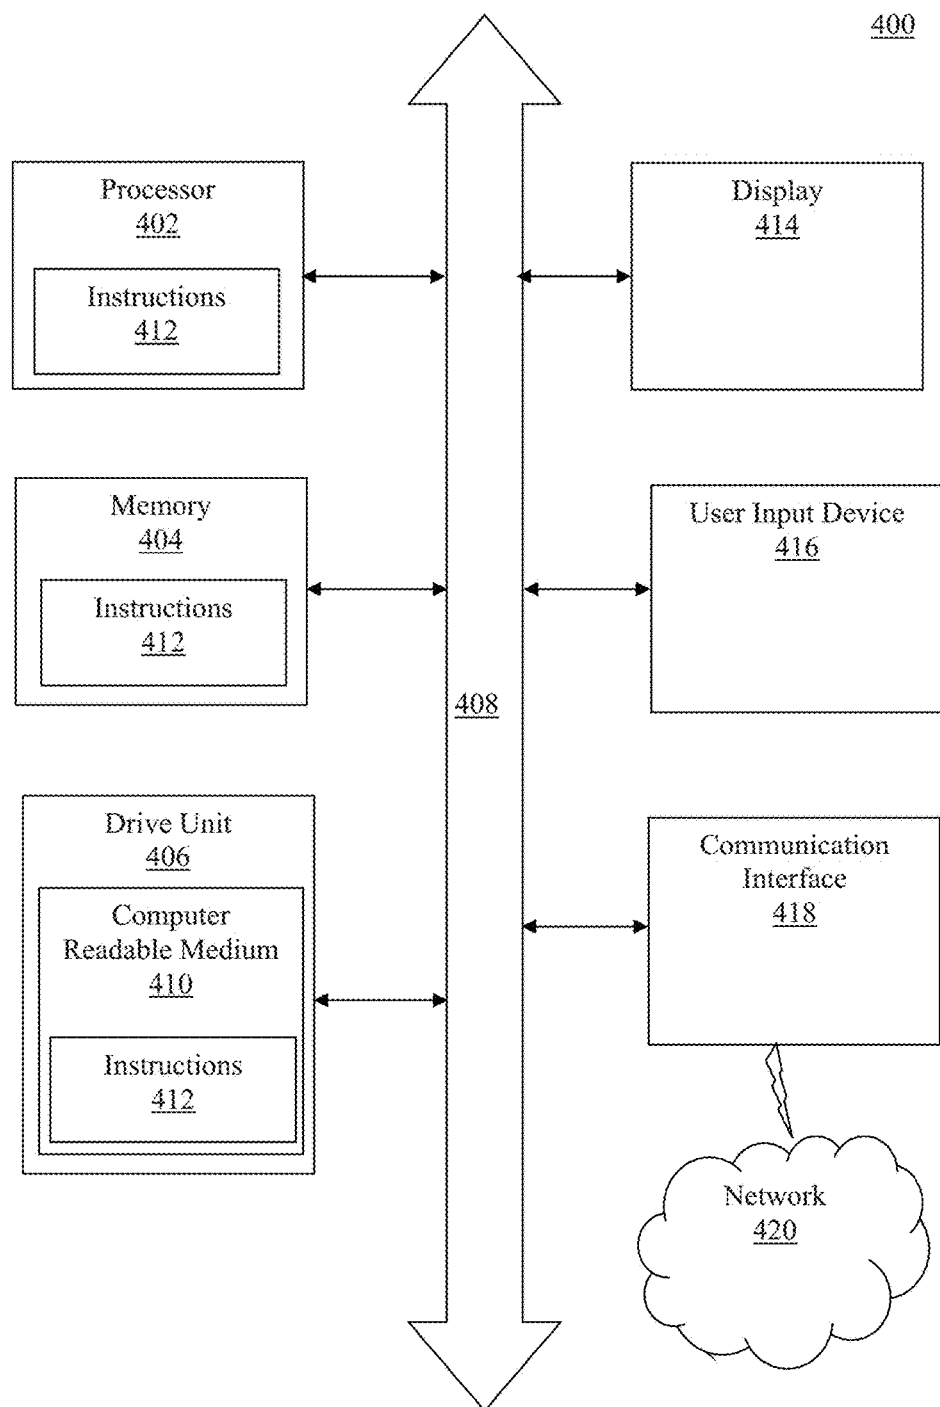 400
Processor
402
Instructions
412
Display
414
Memory
404
Instructions
412
User Input Device
416
408
Drive Unit
406
Computer
Readable Medium
410
Instructions
412
Communication
Interface
418
Network
420